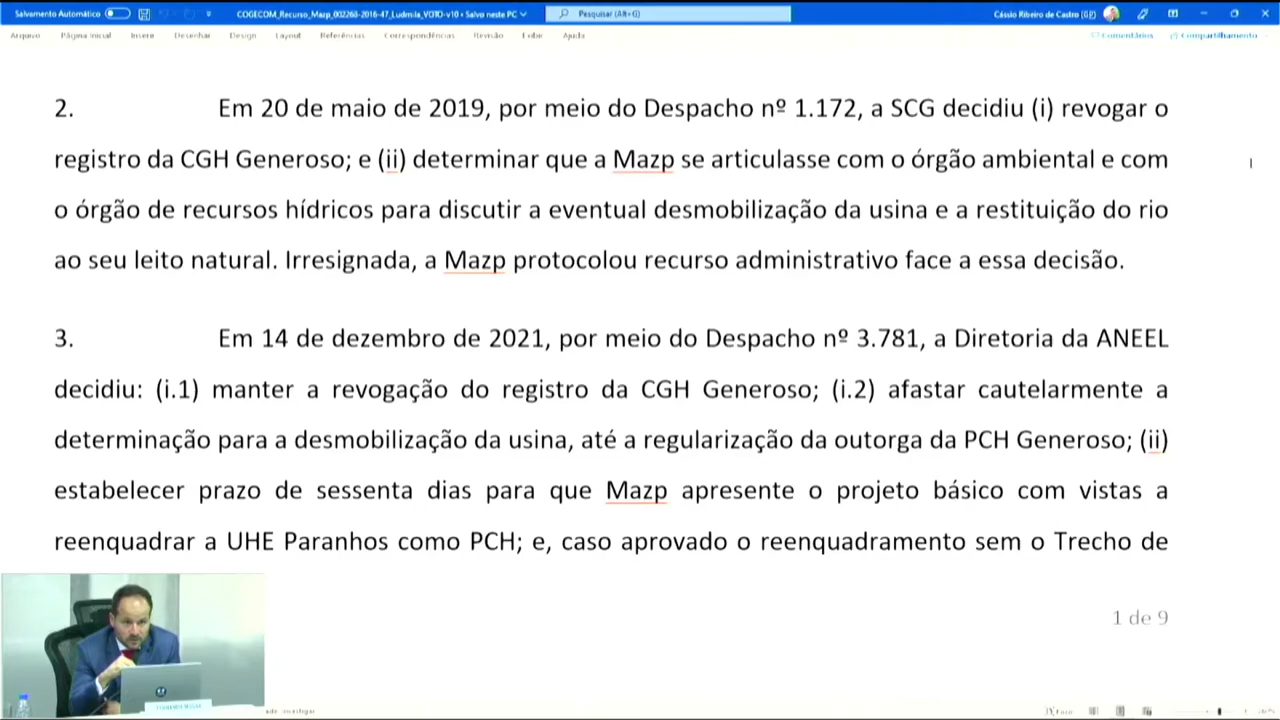 Salvamento Automático
COGECOM_Recurso_Mazp_002263-2016-47_Ludmila_VOTO-v10 • Salvo neste PC
Pesquisar (Alt+G)
Cássio Ribeiro de Castro (GP)
Arquivo Página Inicial Inserir Desenhar Design Layout Referências Correspondências Revisão Exibir Ajuda
Comentários Compartilhamento
2. Em 20 de maio de 2019, por meio do Despacho nº 1.172, a SCG decidiu (i) revogar o
registro da CGH Generoso; e (ii) determinar que a Mazp se articulasse com o órgão ambiental e com
o órgão de recursos hídricos para discutir a eventual desmobilização da usina e a restituição do rio
ao seu leito natural. Irresignada, a Mazp protocolou recurso administrativo face a essa decisão.
3. Em 14 de dezembro de 2021, por meio do Despacho nº 3.781, a Diretoria da ANEEL
decidiu: (i.1) manter a revogação do registro da CGH Generoso; (i.2) afastar cautelarmente a
determinação para a desmobilização da usina, até a regularização da outorga da PCH Generoso; (ii)
estabelecer prazo de sessenta dias para que Mazp apresente o projeto básico com vistas a
reenquadrar a UHE Paranhos como PCH; e, caso aprovado o reenquadramento sem o Trecho de
1 de 9